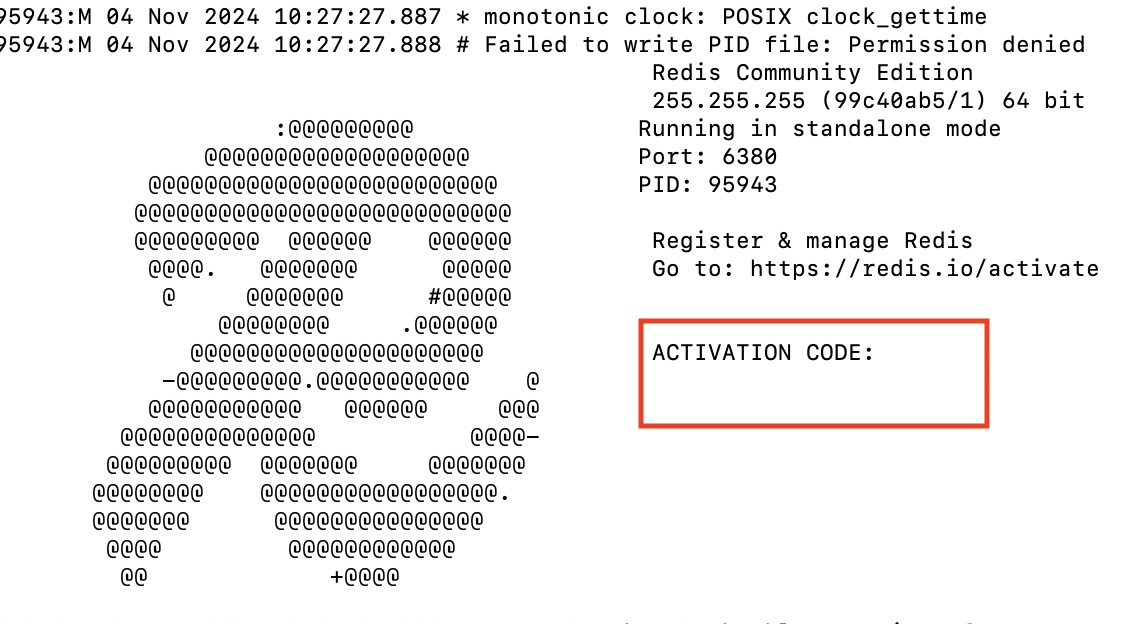 95943:M 04 Nov 2024 10:27:27.887 * monotonic clock: POSIX clock_gettime
95943:M 04 Nov 2024 10:27:27.888 # Failed to write PID file: Permission denied
Redis Community Edition
255.255.255 (99c40ab5/1) 64 bit
Running in standalone mode
Port: 6380
PID: 95943
Register & manage Redis
Go to: https://redis.io/activate
ACTIVATION CODE: